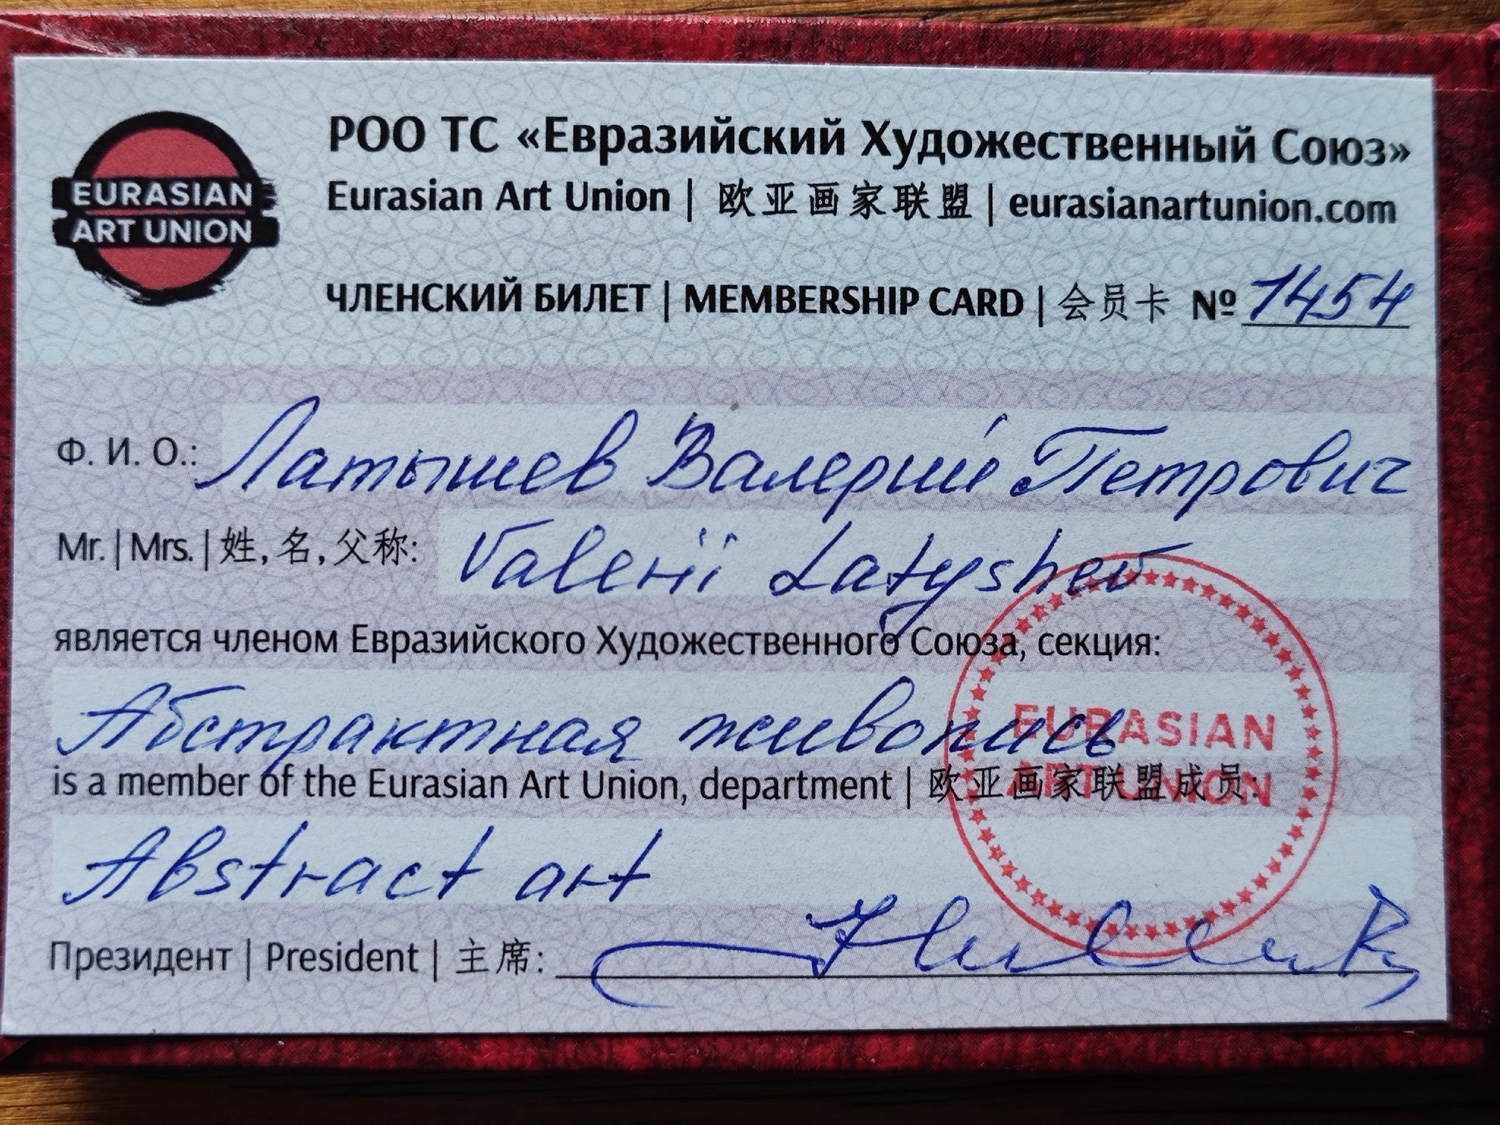 EURASIAN
ART UNION
РОО ТС «Евразийский Художественный Союз»
Eurasian Art Union | 欧亚画家联盟 | eurasianartunion.com
ЧЛЕНСКИЙ БИЛЕТ | MEMBERSHIP CARD | 会员卡 № 1454
Ф. И. О.: Латышев Валерий Петрович
Mr. | Mrs. | 姓,名,父称: Valerii Latyshev
является членом Евразийского Художественного Союза, секция:
Абстрактная живопись
EURASIAN
is a member of the Eurasian Art Union, department | 欧亚画家联盟成员:
ART UNION
Abstract art
Президент | President | 主席: